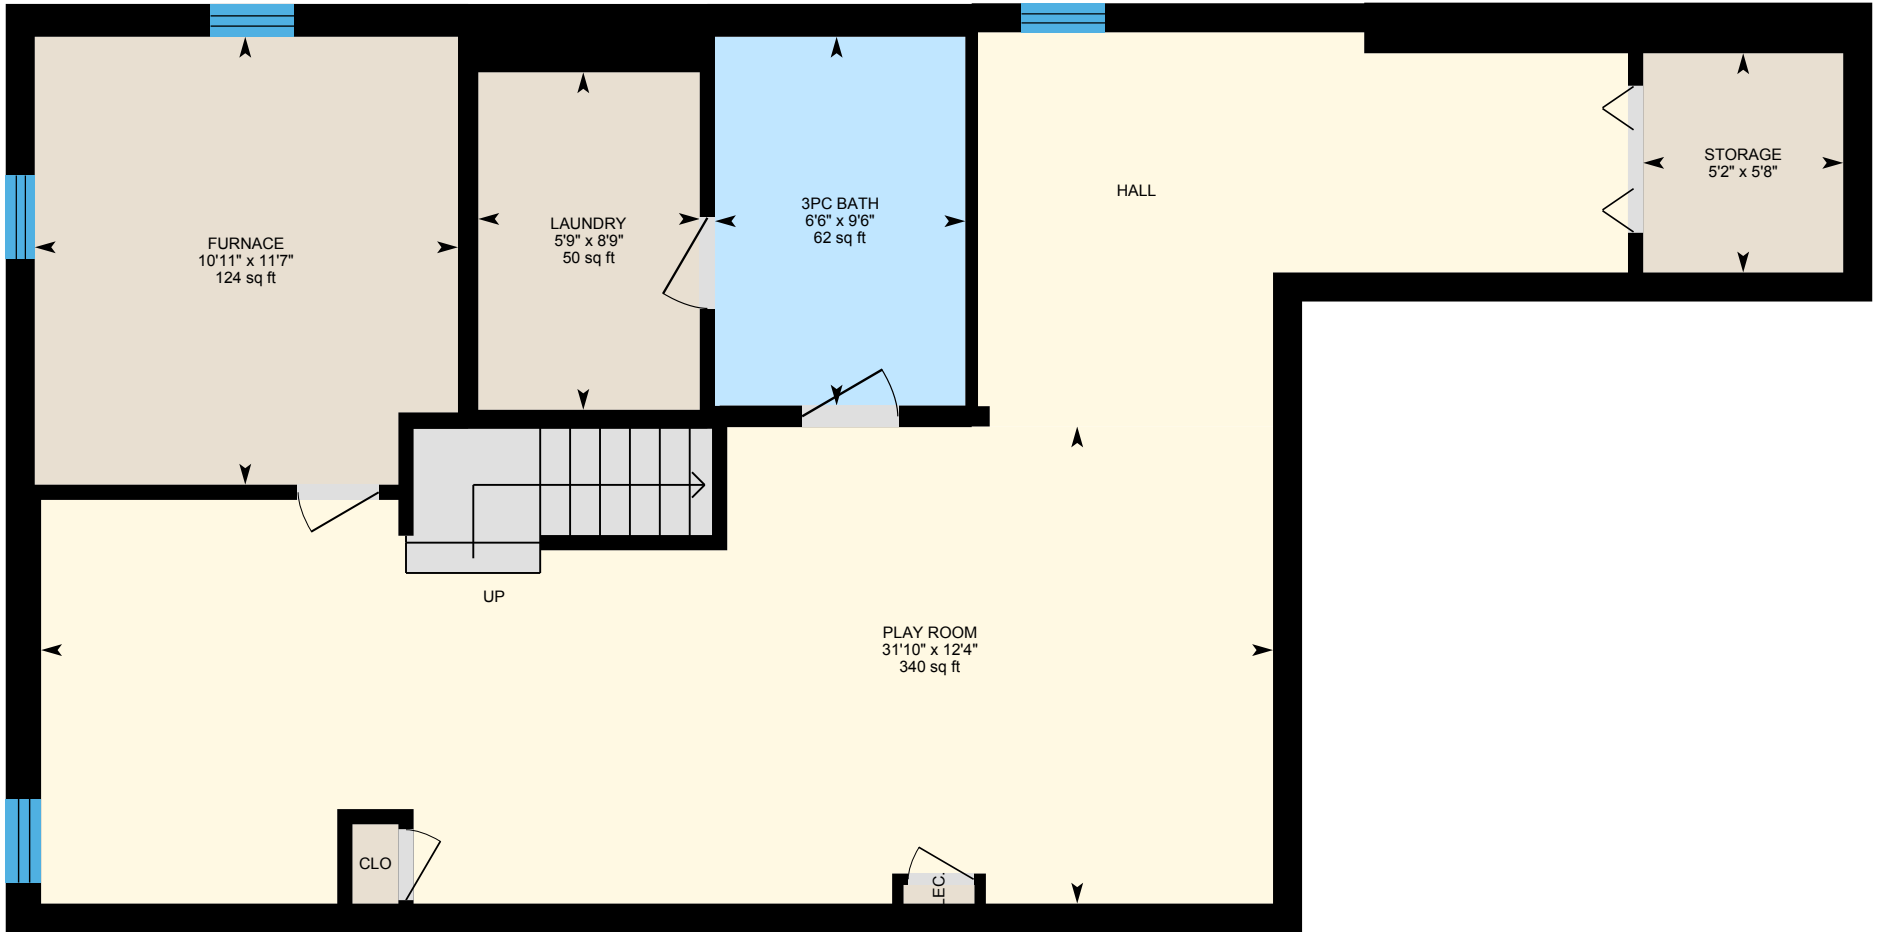 FURNACE
10'11" x 11'7"
124 sq ft
LAUNDRY
5'9" x 8'9"
50 sq ft
3PC BATH
6'6" x 9'6"
62 sq ft
HALL
STORAGE
5'2" x 5'8"
UP
PLAY ROOM
31'10" x 12'4"
340 sq ft
CLO